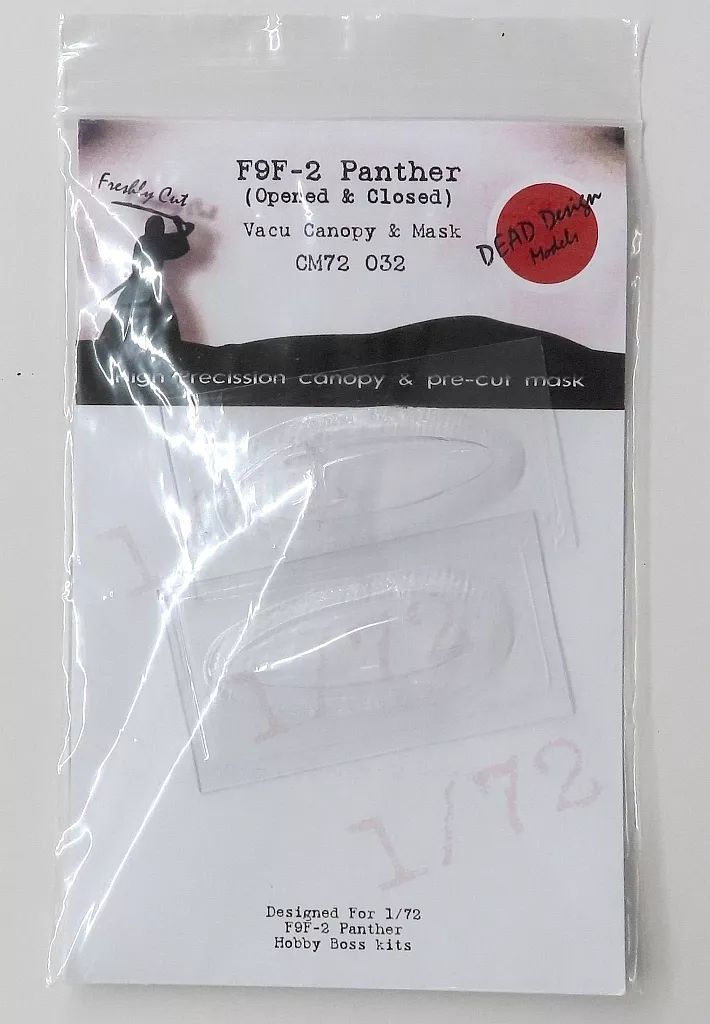 F9F-2 Panther
(Opened & Closed)
Freshly Cut
Vacu Canopy & Mask
CM72 032
DEAD Design
Models
High Precission canopy & pre-cut mask
1/72
1/72
Designed For 1/72
F9F-2 Panther
Hobby Boss kits